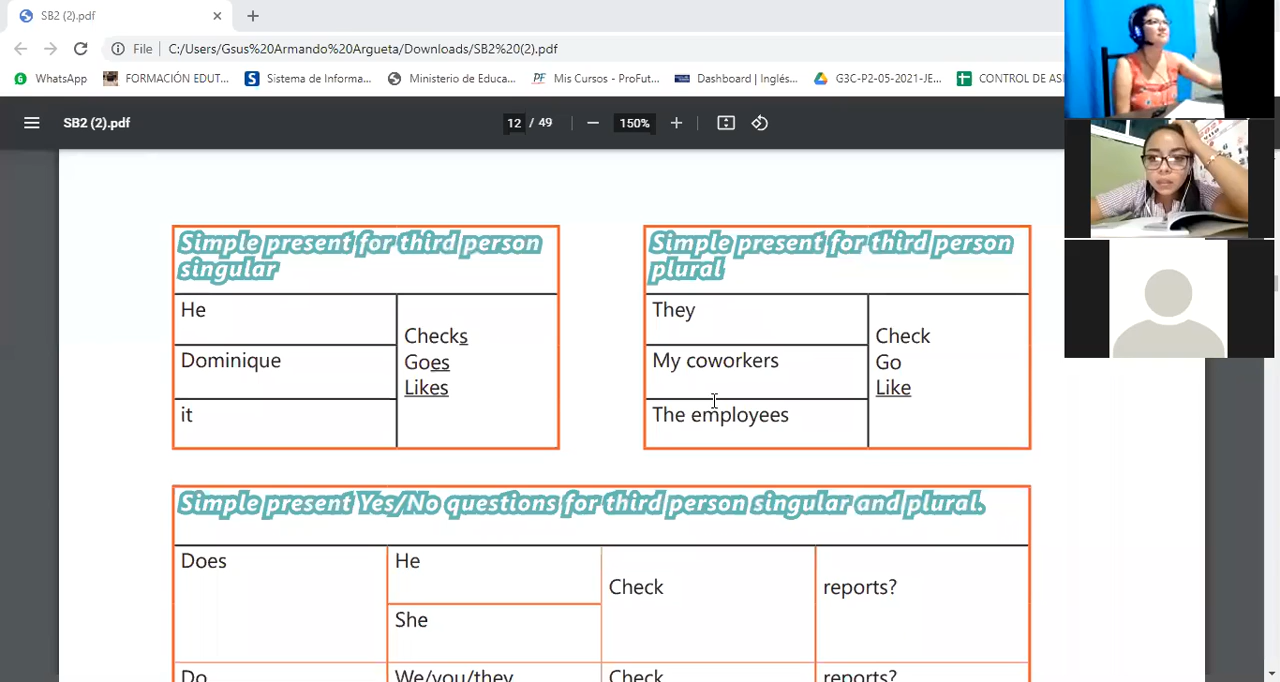 SB2 (2).pdf
File C:/Users/Gsus%20Armando%20Argueta/Downloads/SB2%20(2).pdf
WhatsApp FORMACIÓN EDUT... Sistema de Informa... Ministerio de Educa... Mis Cursos - ProFut... Dashboard | Inglés... G3C-P2-05-2021-JE... CONTROL DE ASI
SB2 (2).pdf 12 / 49 150%
Simple present for third person
singular
He
Dominique
it
Checks
Goes
Likes
Simple present for third person
plural
They
My coworkers
The employees
Check
Go
Like
Simple present Yes/No questions for third person singular and plural.
Does He Check reports?
She
Do We/you/they Check reports?